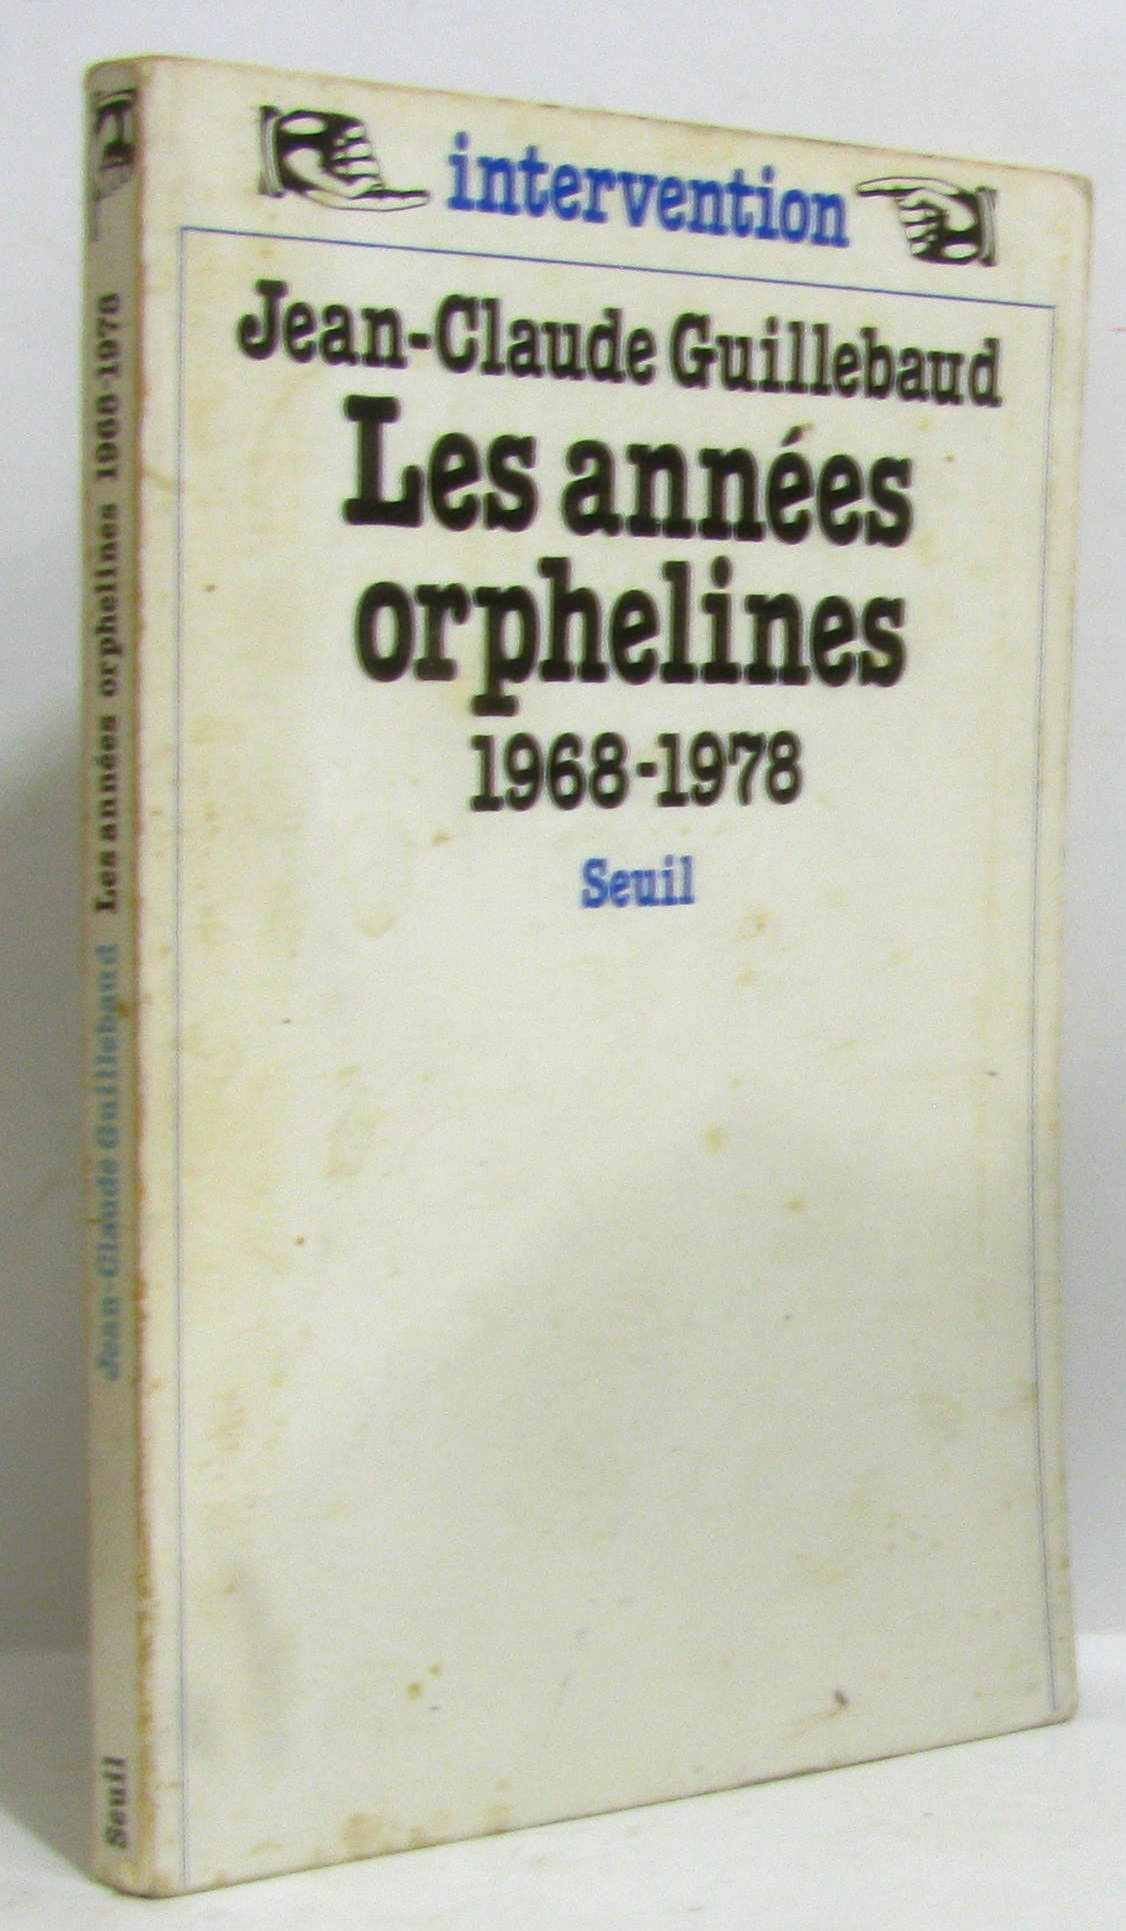 intervention
Jean-Claude Guillebaud
Les années
orphelines
1968-1978
Seuil
Seuil Jean-Claude Guillebaud Les années orphelines 1968-1978